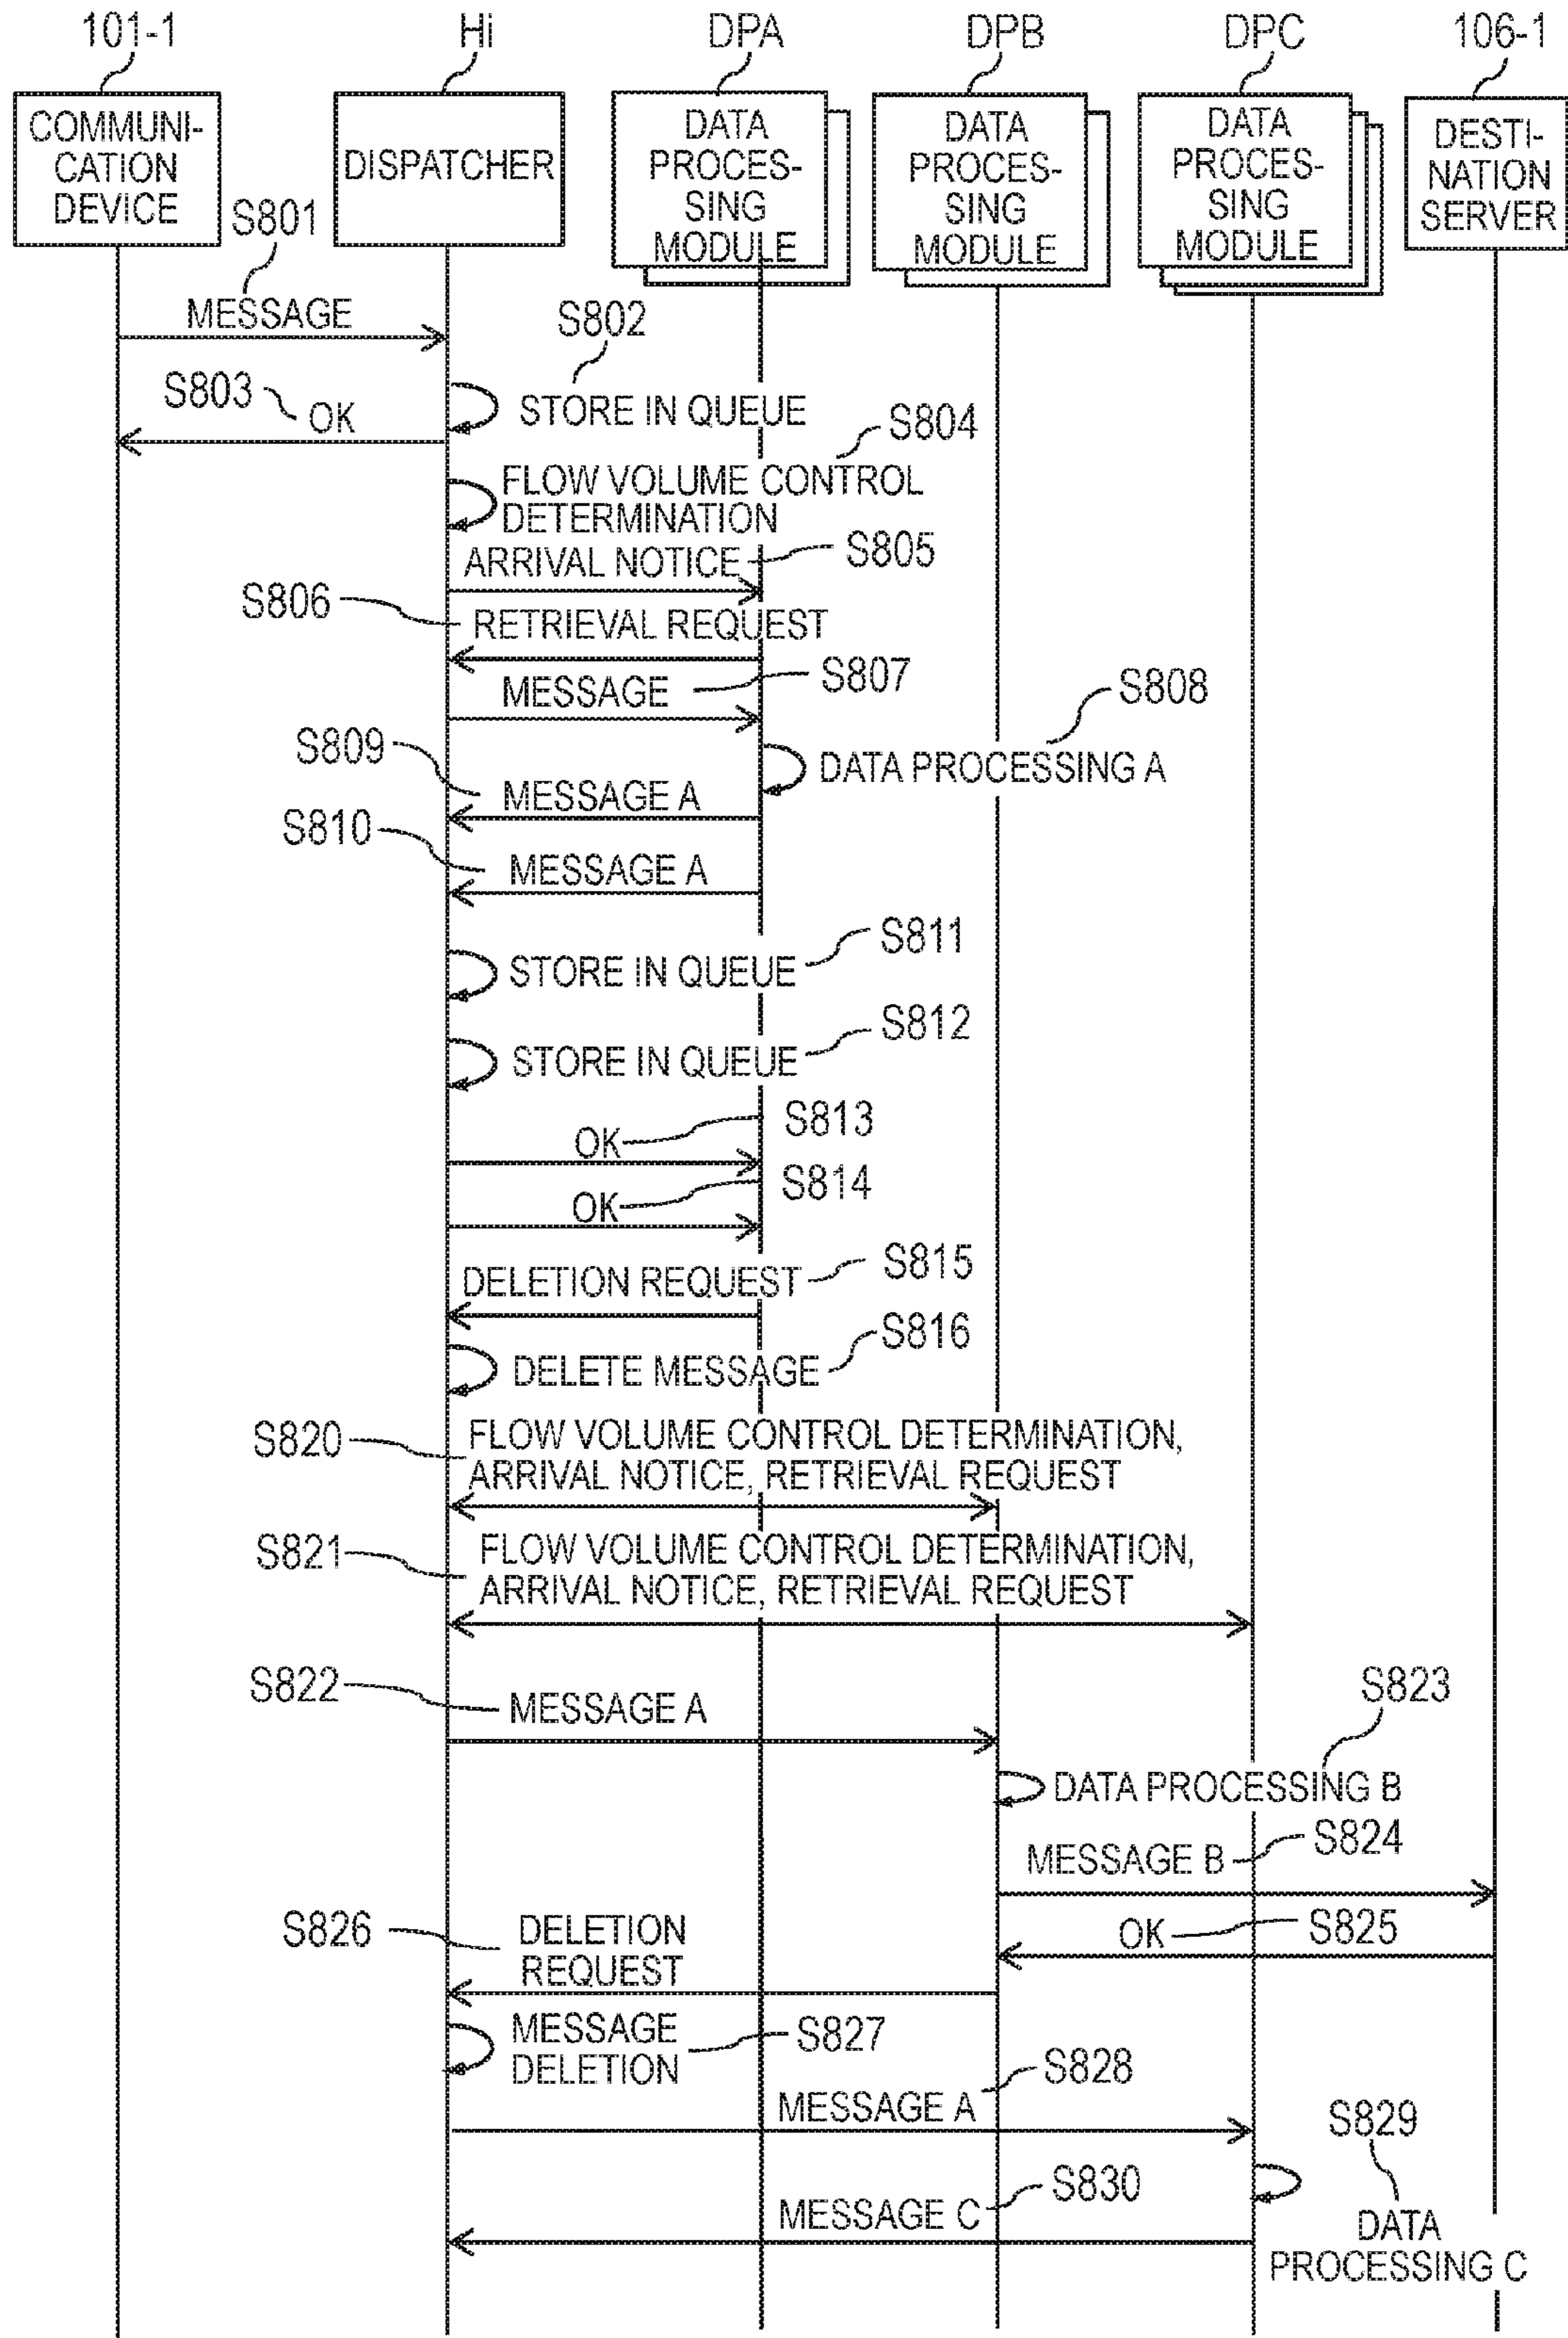 101-1
Hi
DPA
DPB
DPC
106-1
COMMUNI-
CATION
DEVICE
DISPATCHER
DATA
PROCES-
SING
MODULE
DATA
PROCES-
SING
MODULE
DATA
PROCES-
SING
MODULE
DESTI-
NATION
SERVER
S801
MESSAGE
S802
STORE IN QUEUE
S803
OK
S804
FLOW VOLUME CONTROL
DETERMINATION
ARRIVAL NOTICE
S805
S806
RETRIEVAL REQUEST
MESSAGE
S807
S808
DATA PROCESSING A
S809
MESSAGE A
S810
MESSAGE A
S811
STORE IN QUEUE
S812
STORE IN QUEUE
S813
OK
S814
OK
S815
DELETION REQUEST
S816
DELETE MESSAGE
S820
FLOW VOLUME CONTROL DETERMINATION,
ARRIVAL NOTICE, RETRIEVAL REQUEST
S821
FLOW VOLUME CONTROL DETERMINATION,
ARRIVAL NOTICE, RETRIEVAL REQUEST
S822
MESSAGE A
S823
DATA PROCESSING B
MESSAGE B
S824
OK
S825
S826
DELETION
REQUEST
MESSAGE
DELETION
S827
S828
MESSAGE A
S829
DATA
PROCESSING C
S830
MESSAGE C